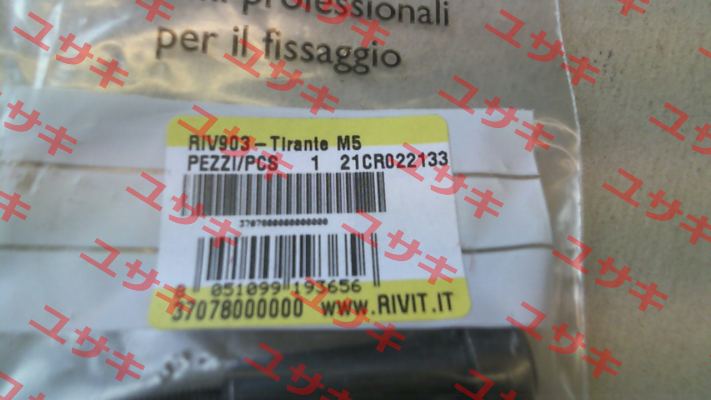 professionali
per il fissaggio
RIV903-Tirante M5
PEZZI/PCS 1 21CR022133
8 051099 193656
37078000000 www.RIVIT.IT
ユサキ